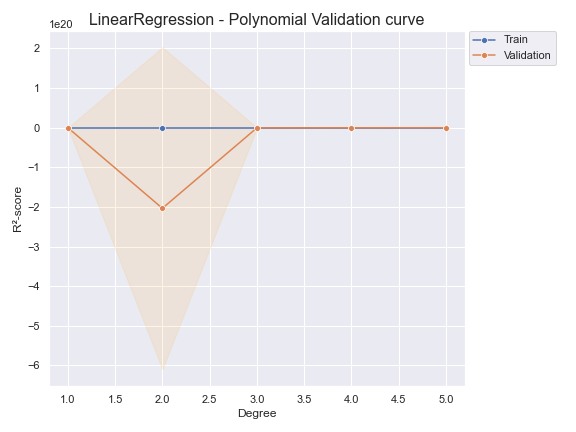 LinearRegression - Polynomial Validation curve
1e20
Train
Validation
2
1
0
−1
−2
−3
−4
−5
−6
R²-score
1.0 1.5 2.0 2.5 3.0 3.5 4.0 4.5 5.0
Degree